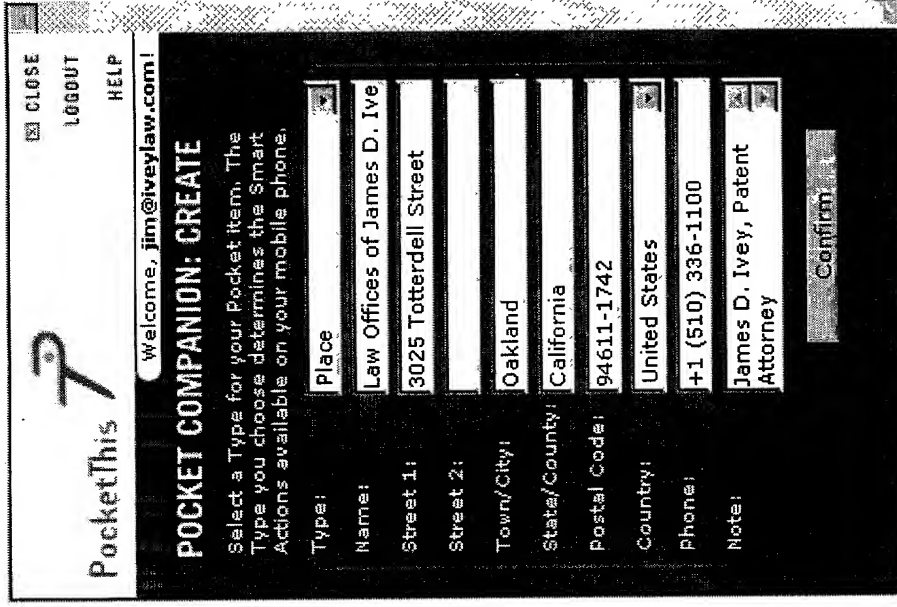 CLOSE
LOGOUT
HELP
PocketThis
Welcome, jim@iveylaw.com!
POCKET COMPANION: CREATE
Select a Type for your Pocket item. The
Type you choose determines the Smart
Actions available on your mobile phone.
Type: Place
Name: Law Offices of James D. Ive
Street 1: 3025 Totterdell Street
Street 2:
Town/City: Oakland
State/County: California
Postal Code: 94611-1742
Country: United States
Phone: +1 (510) 336-1100
Note: James D. Ivey, Patent
Attorney
Confirm